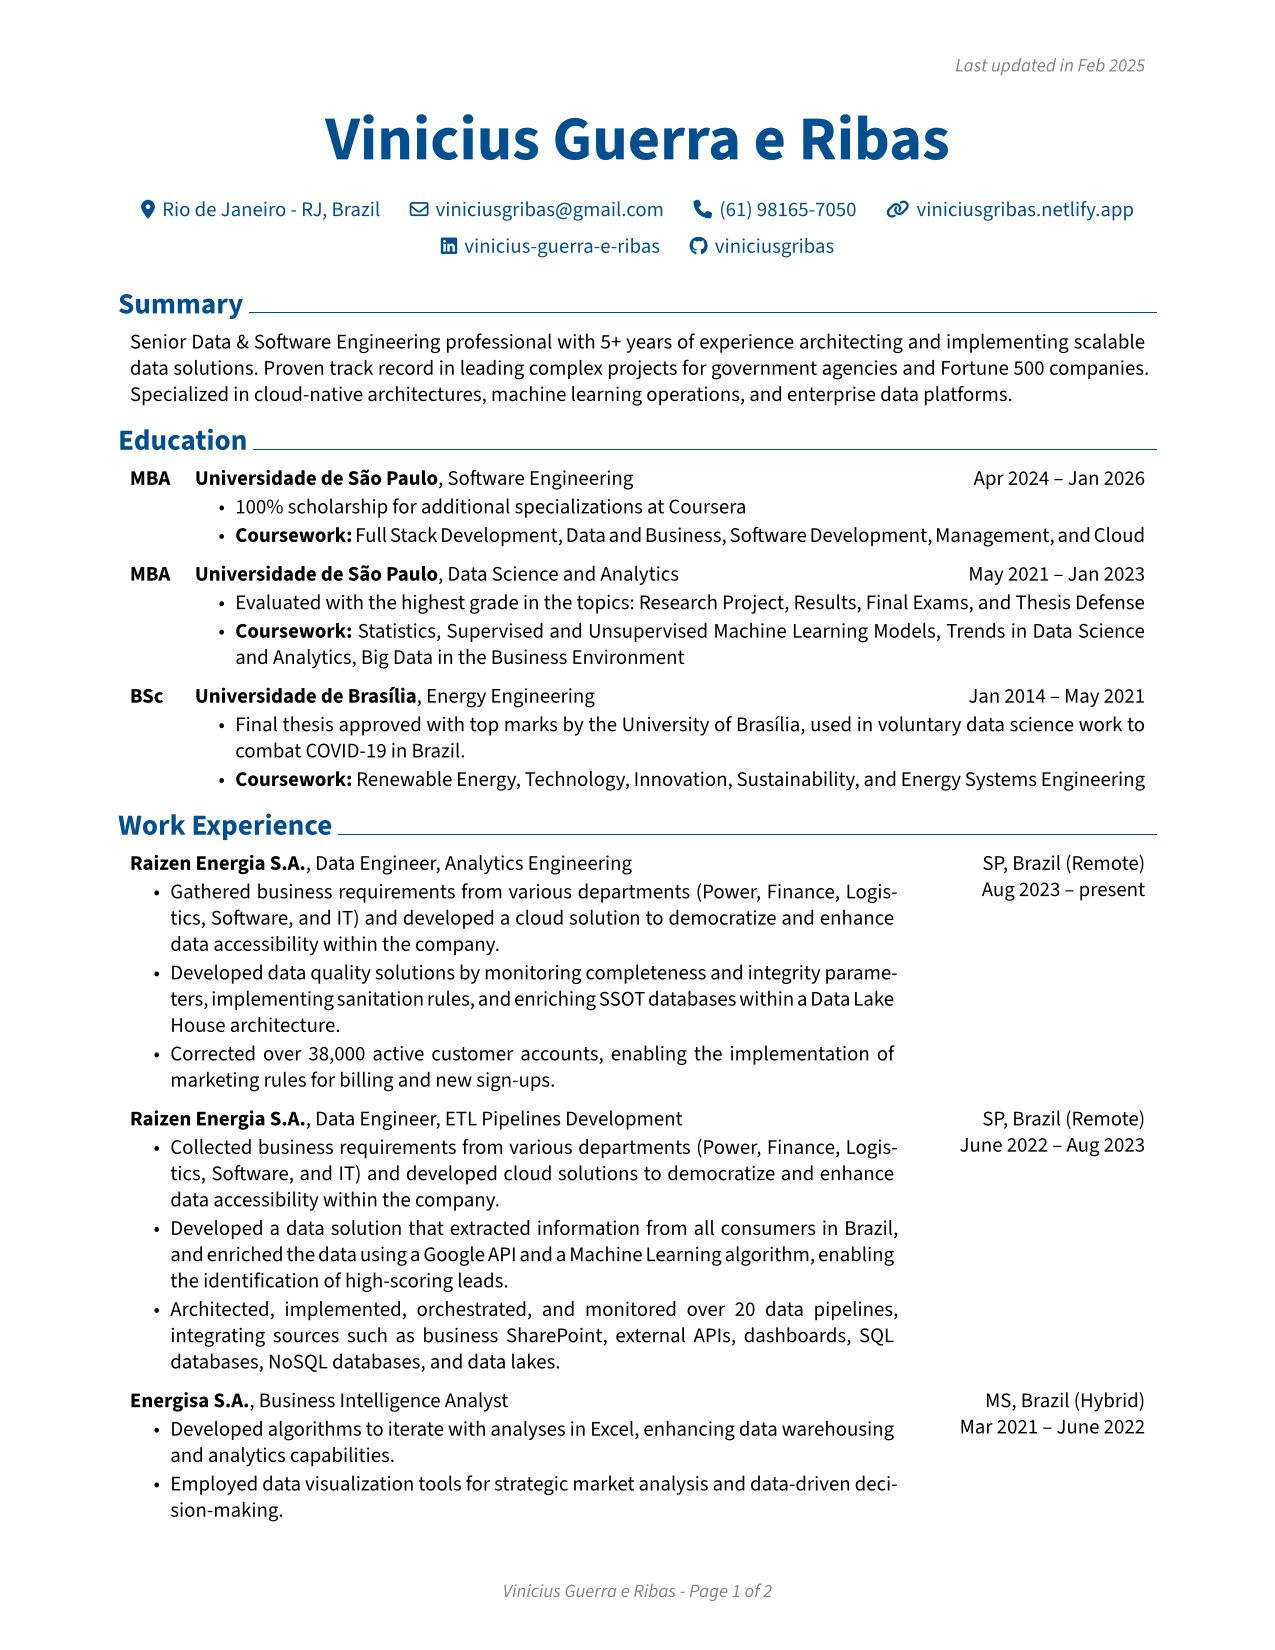 Last updated in Feb 2025
Vinicius Guerra e Ribas
Rio de Janeiro - RJ, Brazil viniciusgribas@gmail.com (61) 98165-7050 viniciusgribas.netlify.app
vinicius-guerra-e-ribas viniciusgribas
Summary
Senior Data & Software Engineering professional with 5+ years of experience architecting and implementing scalable
data solutions. Proven track record in leading complex projects for government agencies and Fortune 500 companies.
Specialized in cloud-native architectures, machine learning operations, and enterprise data platforms.
Education
MBA Universidade de São Paulo, Software Engineering Apr 2024 – Jan 2026
• 100% scholarship for additional specializations at Coursera
• Coursework: Full Stack Development, Data and Business, Software Development, Management, and Cloud
MBA Universidade de São Paulo, Data Science and Analytics May 2021 – Jan 2023
• Evaluated with the highest grade in the topics: Research Project, Results, Final Exams, and Thesis Defense
• Coursework: Statistics, Supervised and Unsupervised Machine Learning Models, Trends in Data Science
and Analytics, Big Data in the Business Environment
BSc Universidade de Brasília, Energy Engineering Jan 2014 – May 2021
• Final thesis approved with top marks by the University of Brasília, used in voluntary data science work to
combat COVID-19 in Brazil.
• Coursework: Renewable Energy, Technology, Innovation, Sustainability, and Energy Systems Engineering
Work Experience
Raizen Energia S.A., Data Engineer, Analytics Engineering SP, Brazil (Remote)
Aug 2023 – present
• Gathered business requirements from various departments (Power, Finance, Logis-
tics, Software, and IT) and developed a cloud solution to democratize and enhance
data accessibility within the company.
• Developed data quality solutions by monitoring completeness and integrity parame-
ters, implementing sanitation rules, and enriching SSOT databases within a Data Lake
House architecture.
• Corrected over 38,000 active customer accounts, enabling the implementation of
marketing rules for billing and new sign-ups.
Raizen Energia S.A., Data Engineer, ETL Pipelines Development SP, Brazil (Remote)
June 2022 – Aug 2023
• Collected business requirements from various departments (Power, Finance, Logis-
tics, Software, and IT) and developed cloud solutions to democratize and enhance
data accessibility within the company.
• Developed a data solution that extracted information from all consumers in Brazil,
and enriched the data using a Google API and a Machine Learning algorithm, enabling
the identification of high-scoring leads.
• Architected, implemented, orchestrated, and monitored over 20 data pipelines,
integrating sources such as business SharePoint, external APIs, dashboards, SQL
databases, NoSQL databases, and data lakes.
Energisa S.A., Business Intelligence Analyst MS, Brazil (Hybrid)
Mar 2021 – June 2022
• Developed algorithms to iterate with analyses in Excel, enhancing data warehousing
and analytics capabilities.
• Employed data visualization tools for strategic market analysis and data-driven deci-
sion-making.
Vinicius Guerra e Ribas - Page 1 of 2